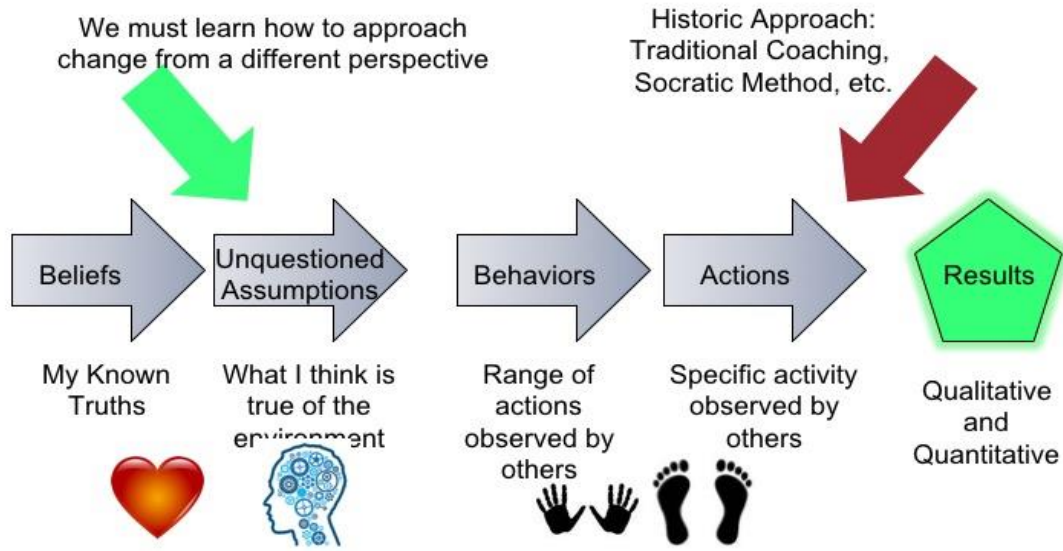 We must learn how to approach
change from a different perspective
Historic Approach:
Traditional Coaching,
Socratic Method, etc.
Beliefs
Unquestioned
Assumptions
Behaviors
Actions
Results
My Known
Truths
What I think is
true of the
environment
Range of
actions
observed by
others
Specific activity
observed by
others
Qualitative
and
Quantitative